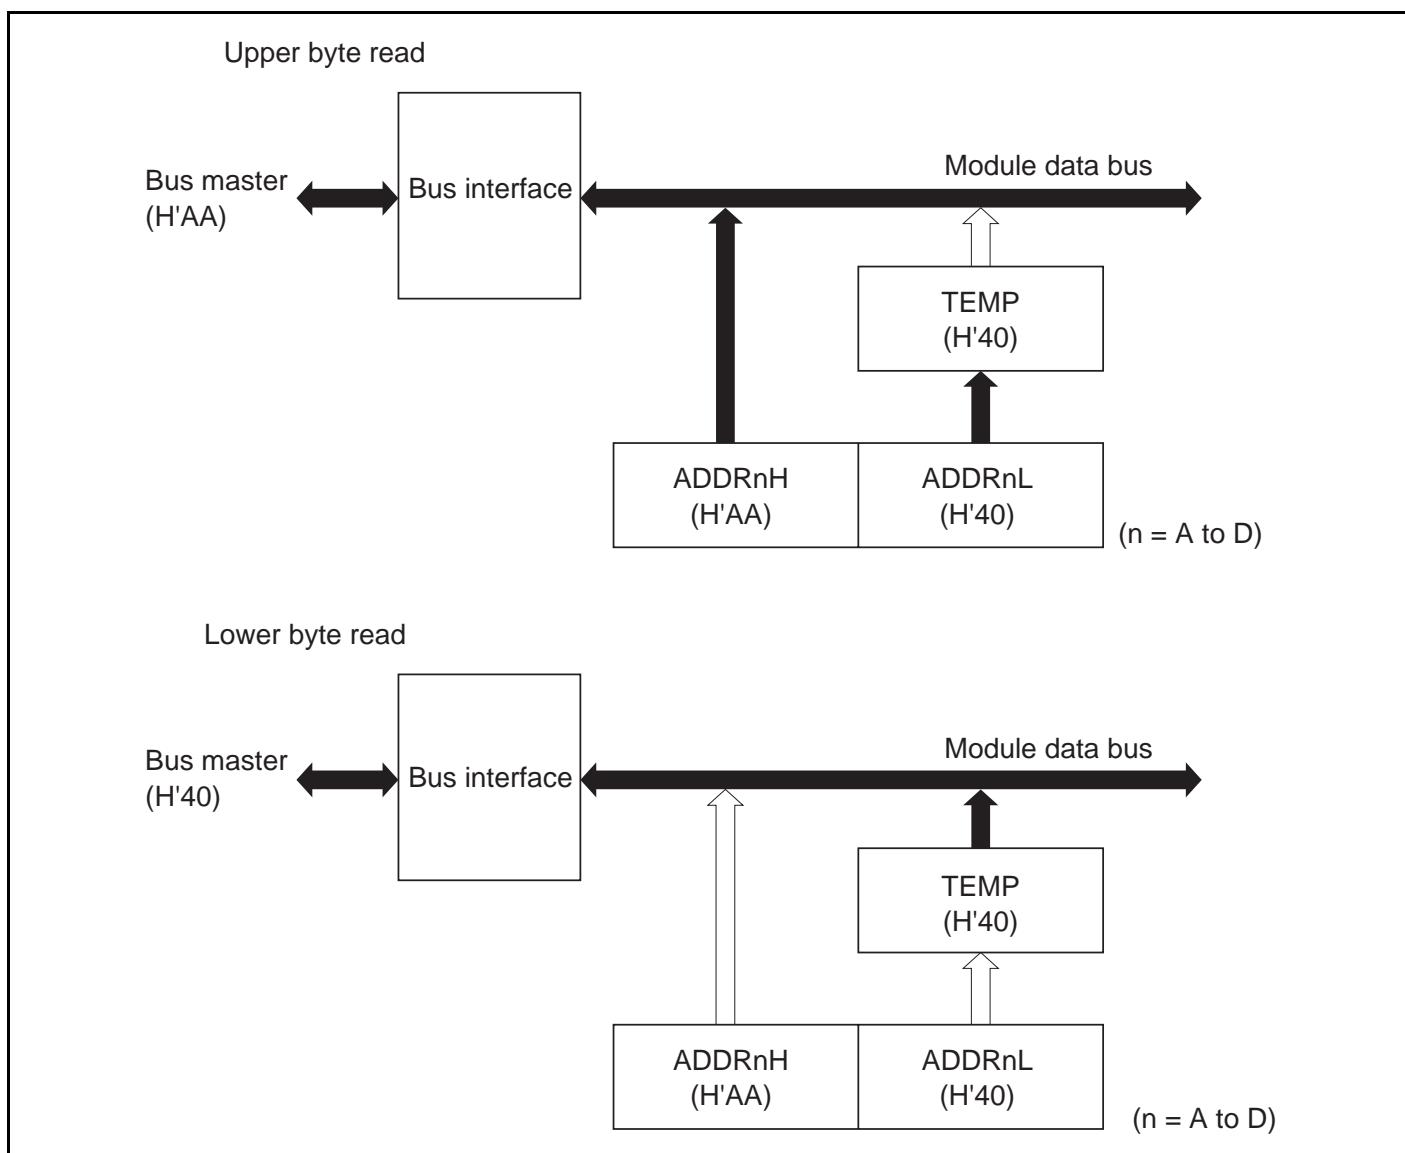 Upper byte read
Bus master
(H'AA)
Bus interface
Module data bus
TEMP
(H'40)
ADDRnH
(H'AA)
ADDRnL
(H'40)
(n = A to D)
Lower byte read
Bus master
(H'40)
Bus interface
Module data bus
TEMP
(H'40)
ADDRnH
(H'AA)
ADDRnL
(H'40)
(n = A to D)